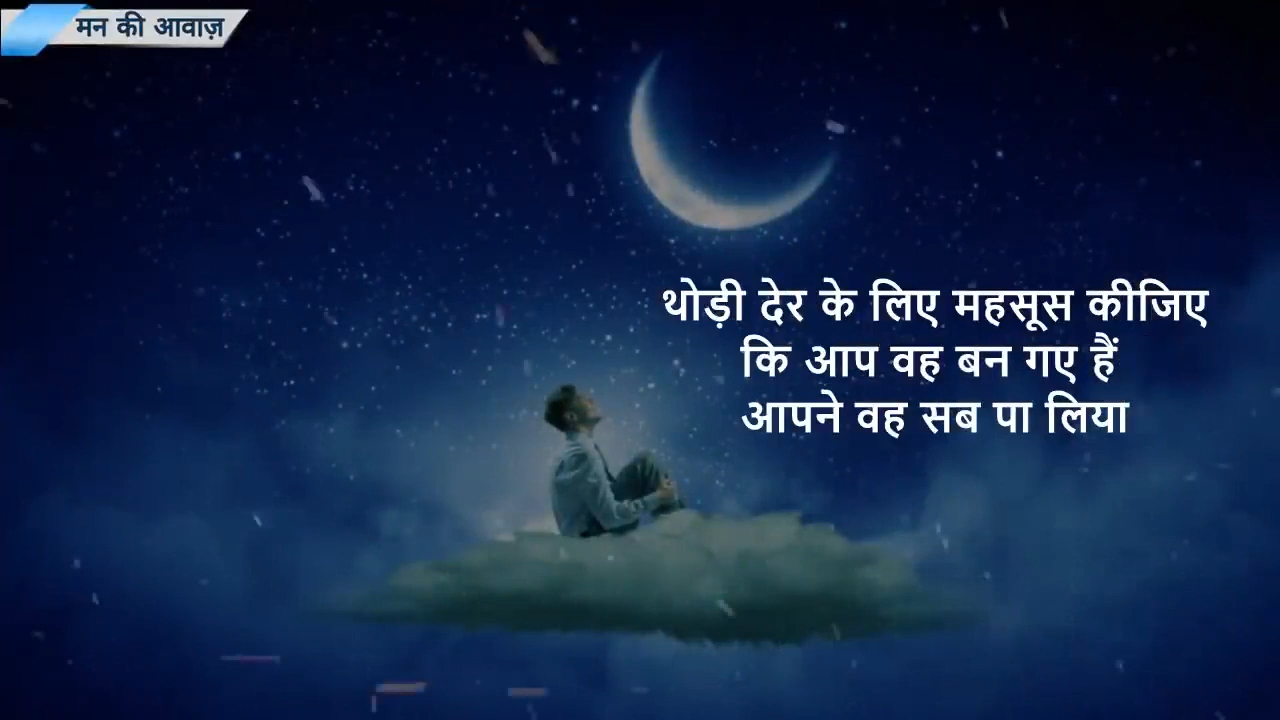 मन की आवाज़
थोड़ी देर के लिए महसूस कीजिए
कि आप वह बन गए हैं
आपने वह सब पा लिया